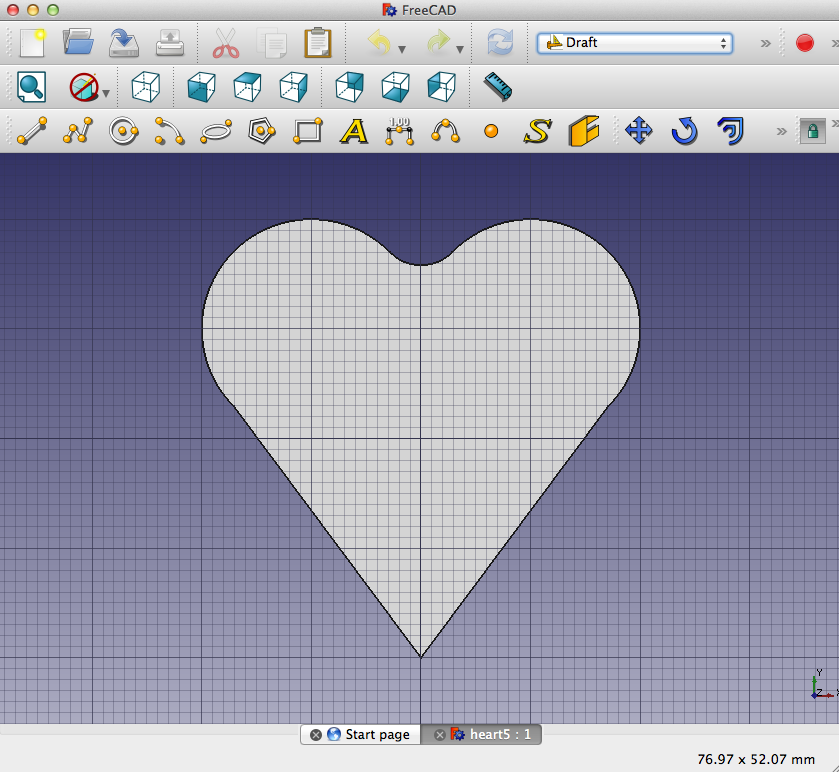 FreeCAD
Draft
1.00
A
S
Y
Z
X
Start page
heart5 : 1
76.97 x 52.07 mm